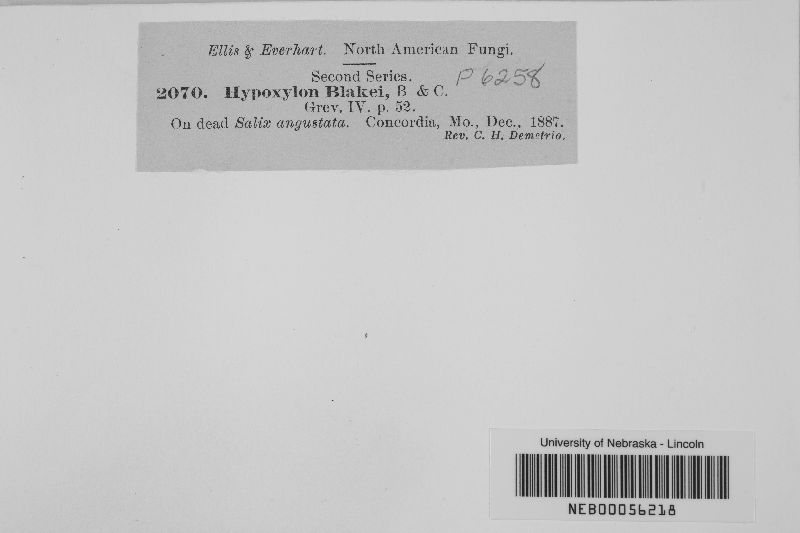 Ellis & Everhart. North American Fungi.
Second Series. P 6258
2070. Hypoxylon Blakei, B & C.
Grev. IV. p. 52.
On dead Salix angustata. Concordia, Mo., Dec., 1887.
Rev. C. H. Demetrio.
University of Nebraska - Lincoln
NEB00056218